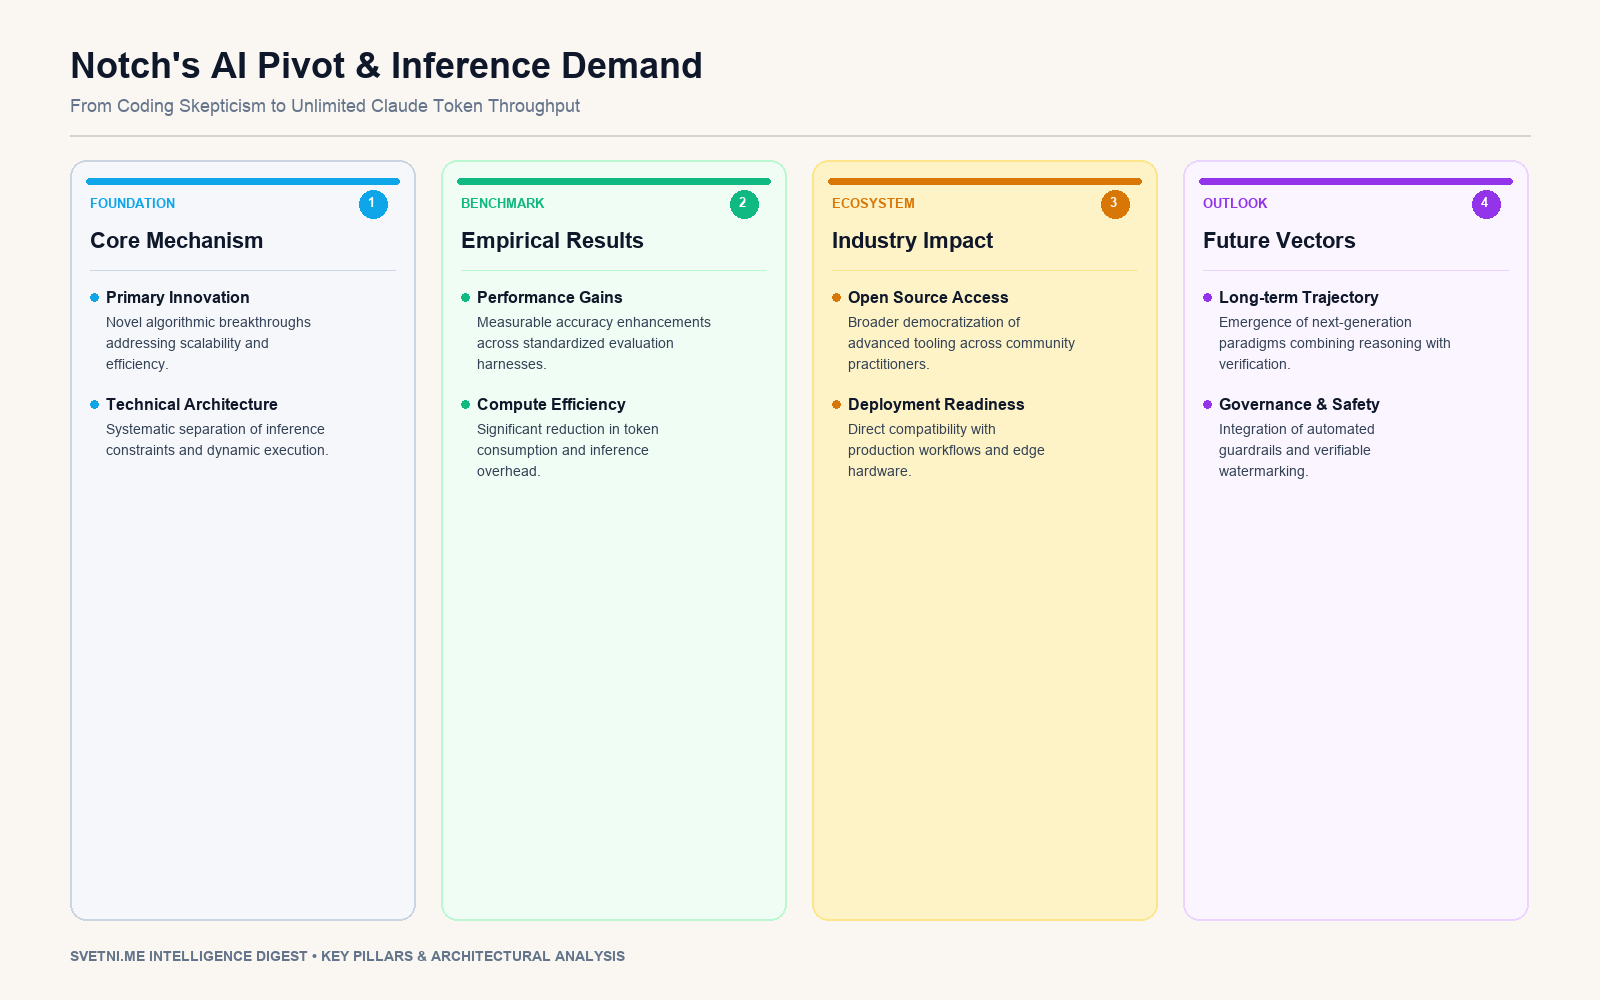 Notch's AI Pivot & Inference Demand
From Coding Skepticism to Unlimited Claude Token Throughput
FOUNDATION
1
Core Mechanism
Primary Innovation
Novel algorithmic breakthroughs
addressing scalability and
efficiency.
Technical Architecture
Systematic separation of inference
constraints and dynamic execution.
BENCHMARK
2
Empirical Results
Performance Gains
Measurable accuracy enhancements
across standardized evaluation
harnesses.
Compute Efficiency
Significant reduction in token
consumption and inference
overhead.
ECOSYSTEM
3
Industry Impact
Open Source Access
Broader democratization of
advanced tooling across community
practitioners.
Deployment Readiness
Direct compatibility with
production workflows and edge
hardware.
OUTLOOK
4
Future Vectors
Long-term Trajectory
Emergence of next-generation
paradigms combining reasoning with
verification.
Governance & Safety
Integration of automated
guardrails and verifiable
watermarking.
SVETNI.ME INTELLIGENCE DIGEST • KEY PILLARS & ARCHITECTURAL ANALYSIS